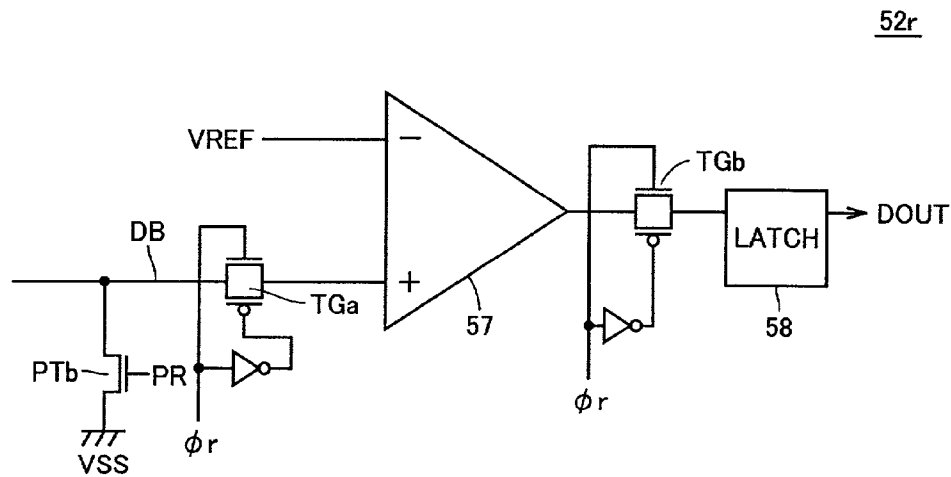 52r
VREF
−
TGb
DB
LATCH
DOUT
TGa
+
57
58
PTb
PR
VSS
φr
φr